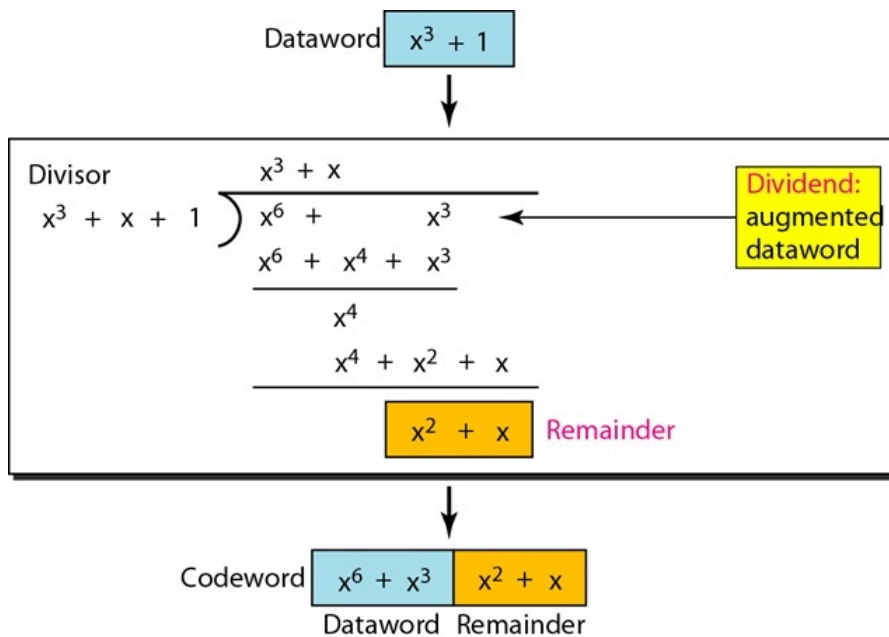 Dataword x³ + 1
x³ + x
Divisor
Dividend:
augmented
dataword
x³ + x + 1 x⁶ + x³
x⁶ + x⁴ + x³
x⁴
x⁴ + x² + x
x² + x Remainder
Codeword x⁶ + x³ x² + x
Dataword Remainder